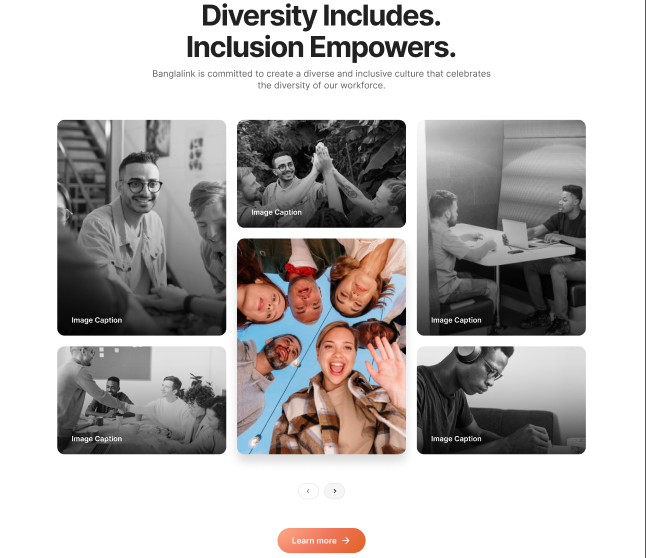 Diversity Includes.
Inclusion Empowers.
Banglalink is committed to create a diverse and inclusive culture that celebrates
the diversity of our workforce.
Image Caption
Image Caption
Image Caption
Image Caption
Image Caption
Learn more